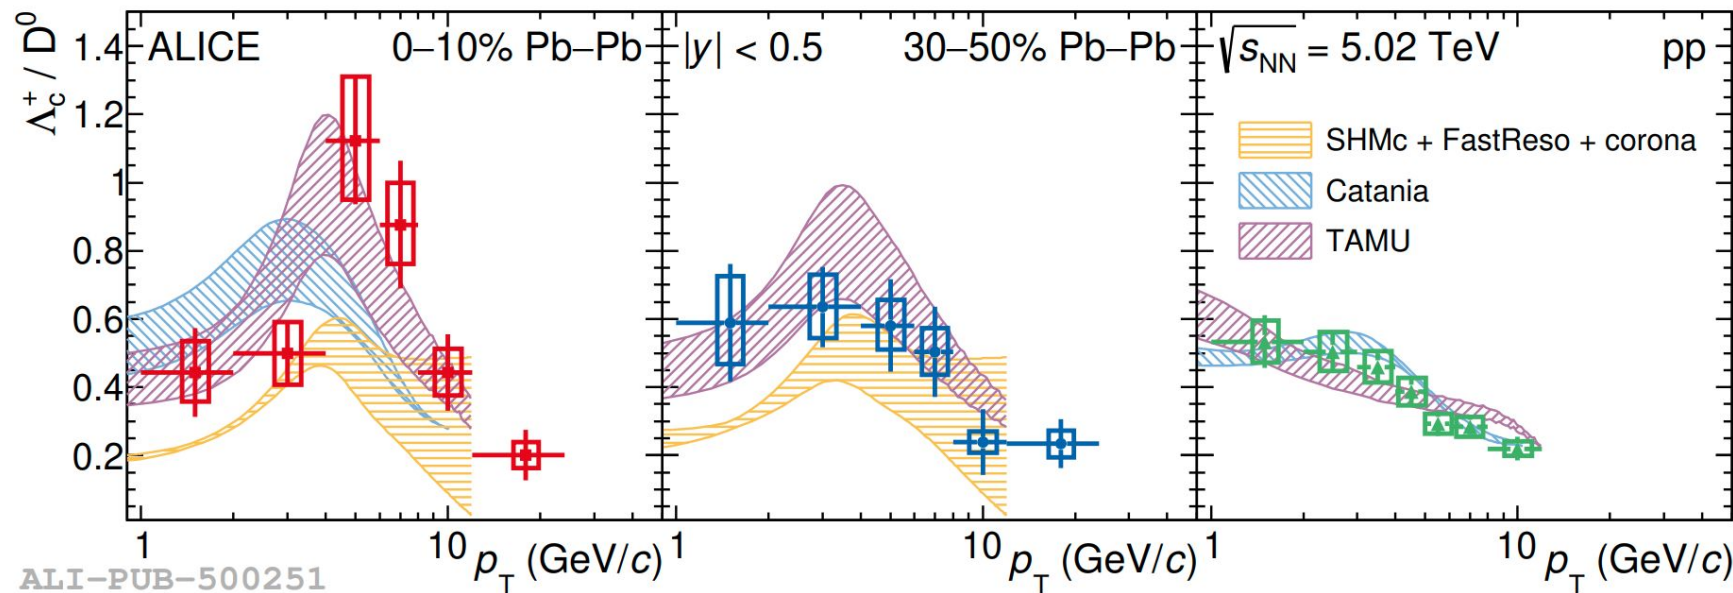 Λc+ / D0
ALICE 0–10% Pb–Pb
|y| < 0.5 30–50% Pb–Pb
√sNN = 5.02 TeV pp
1.4
1.2
1
0.8
0.6
0.4
0.2
SHMc + FastReso + corona
Catania
TAMU
1 10 pT (GeV/c)
1 10 pT (GeV/c)
1 10 pT (GeV/c)
ALI-PUB-500251